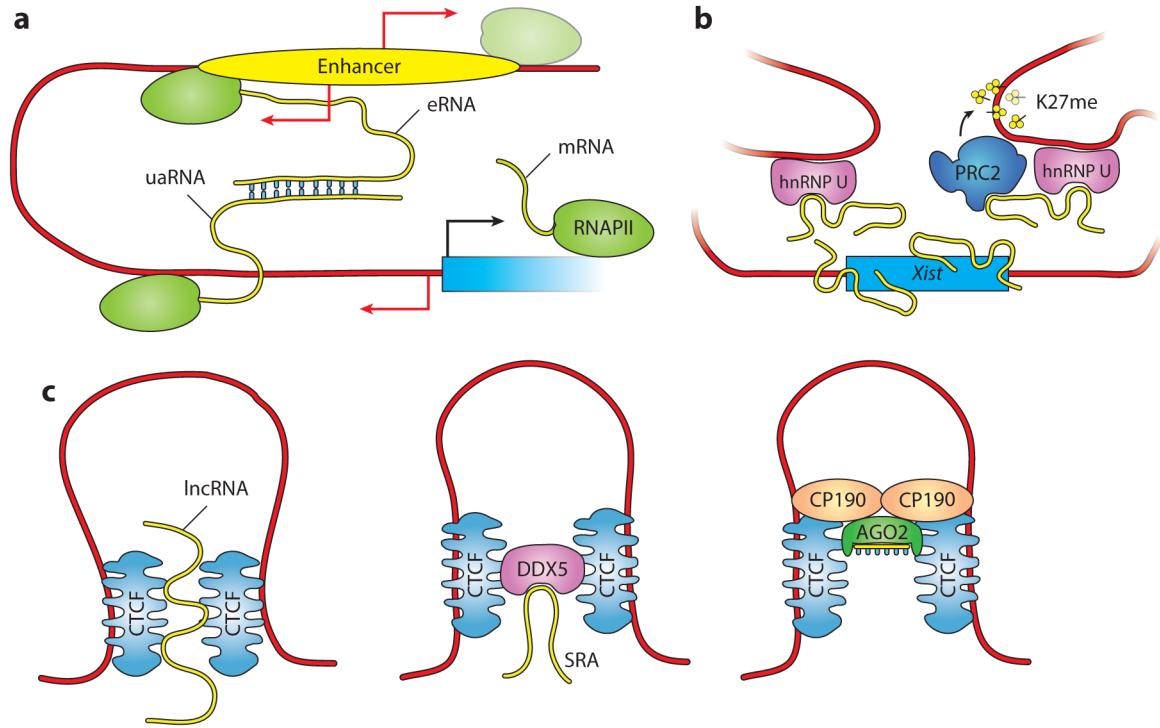 a
Enhancer
eRNA
mRNA
uaRNA
RNAPII
b
K27me
PRC2
hnRNP U
hnRNP U
Xist
c
lncRNA
CTCF
CTCF
CTCF
DDX5
CTCF
SRA
CP190
CP190
AGO2
CTCF
CTCF